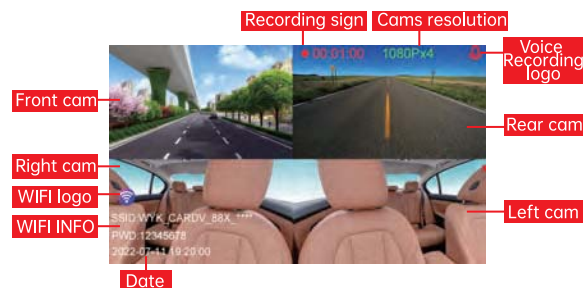 Recording sign
Cams resolution
00:01:00
1080Px4
Voice
Recording
logo
Front cam
Rear cam
Right cam
WIFI logo
Left cam
WIFI INFO
SSID:WYK_CARDV_88X_****
PWD:12345678
2022-07-11 19:20:00
Date